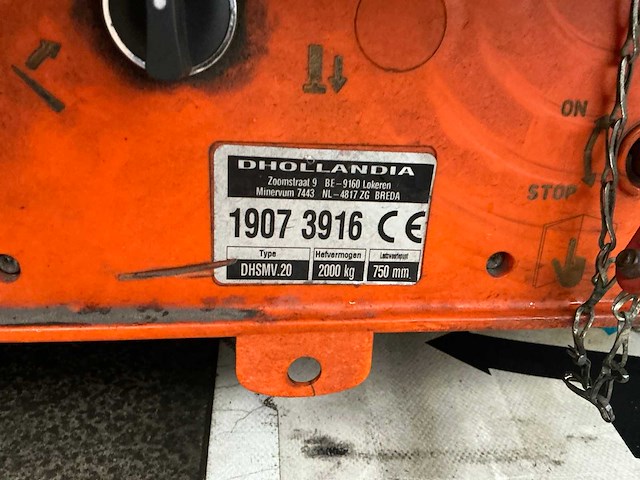 DHOLLANDIA
Zoomstraat 9 BE-9160 Lokeren
Minervum 7443 NL-4817 ZG BREDA
1907 3916 CE
Type Hefvermogen Lastzwaartepunt
DHSMV.20 2000 kg 750 mm
ON
STOP